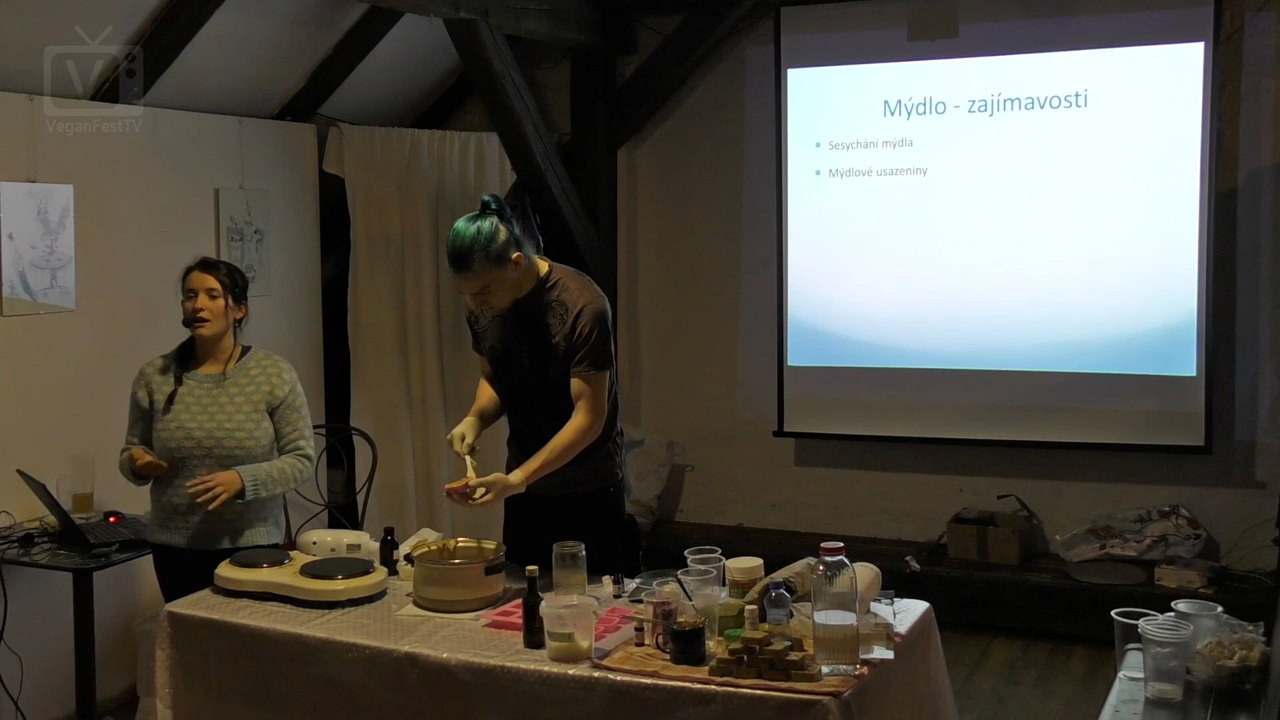 V
VeganFestTV
Mýdlo - zajímavosti
Sesychání mýdla
Mýdlové usazeniny